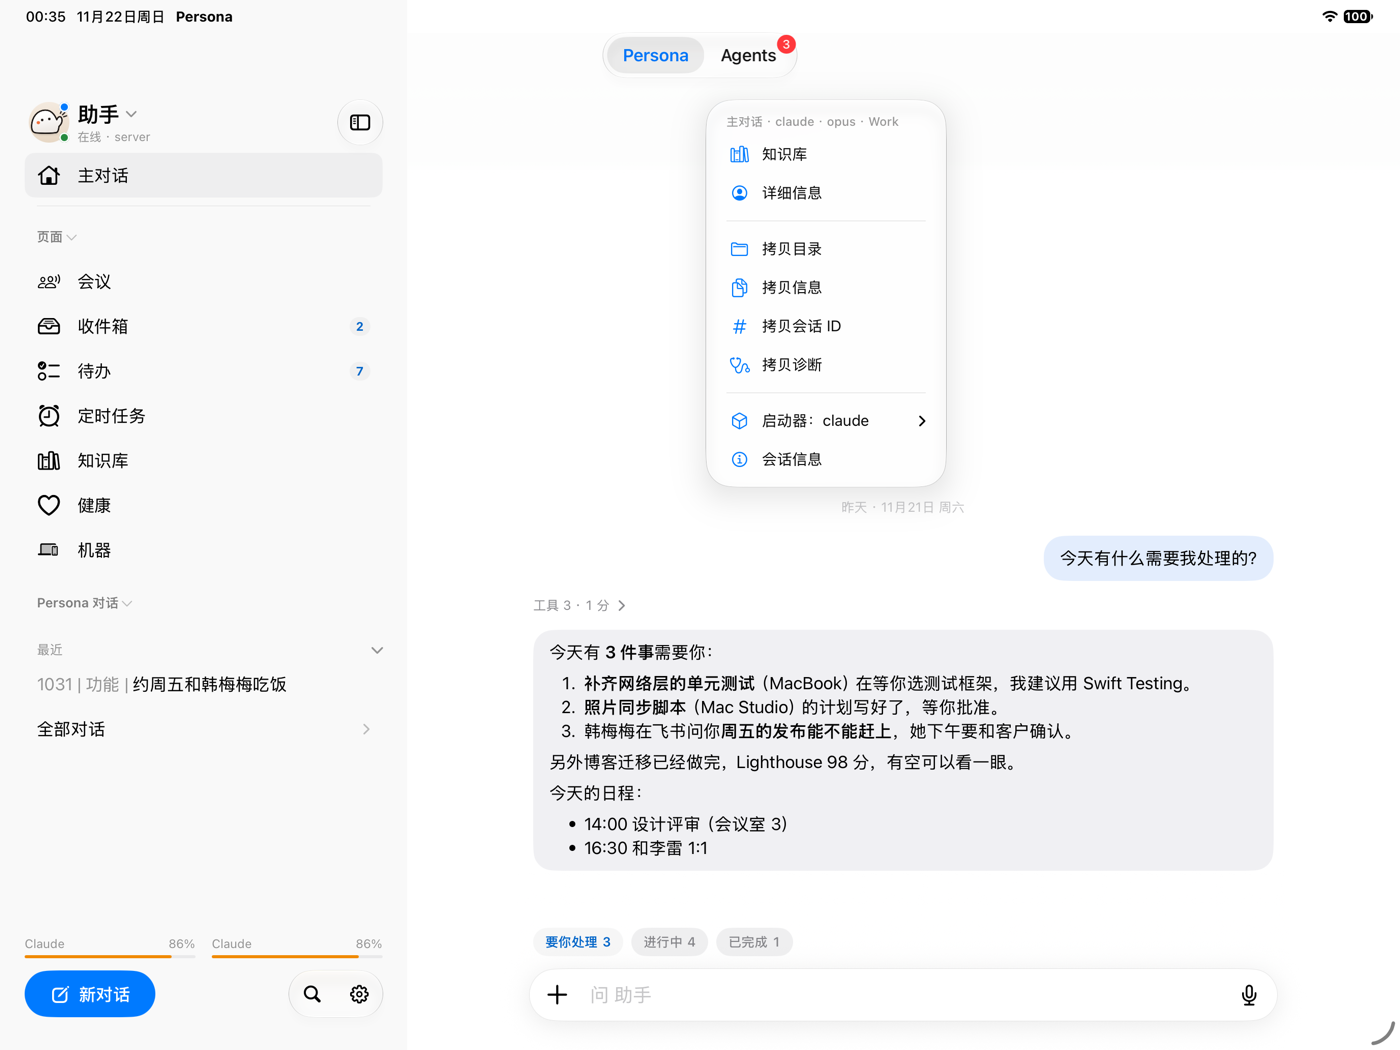 00:35 11月22日周日 Persona
100
Persona
Agents
3
助手
在线 · server
主对话
页面
会议
收件箱
2
待办
7
定时任务
知识库
健康
机器
Persona 对话
最近
1031 | 功能 | 约周五和韩梅梅吃饭
全部对话
Claude 86%
Claude 86%
新对话
主对话 · claude · opus · Work
知识库
详细信息
拷贝目录
拷贝信息
拷贝会话 ID
拷贝诊断
启动器：claude
会话信息
昨天 · 11月21日 周六
今天有什么需要我处理的?
工具 3 · 1 分
今天有 3 件事需要你：
1. 补齐网络层的单元测试（MacBook）在等你选测试框架，我建议用 Swift Testing。
2. 照片同步脚本（Mac Studio）的计划写好了，等你批准。
3. 韩梅梅在飞书问你周五的发布能不能赶上，她下午要和客户确认。
另外博客迁移已经做完，Lighthouse 98 分，有空可以看一眼。
今天的日程：
• 14:00 设计评审（会议室 3）
• 16:30 和李雷 1:1
要你处理 3
进行中 4
已完成 1
问 助手